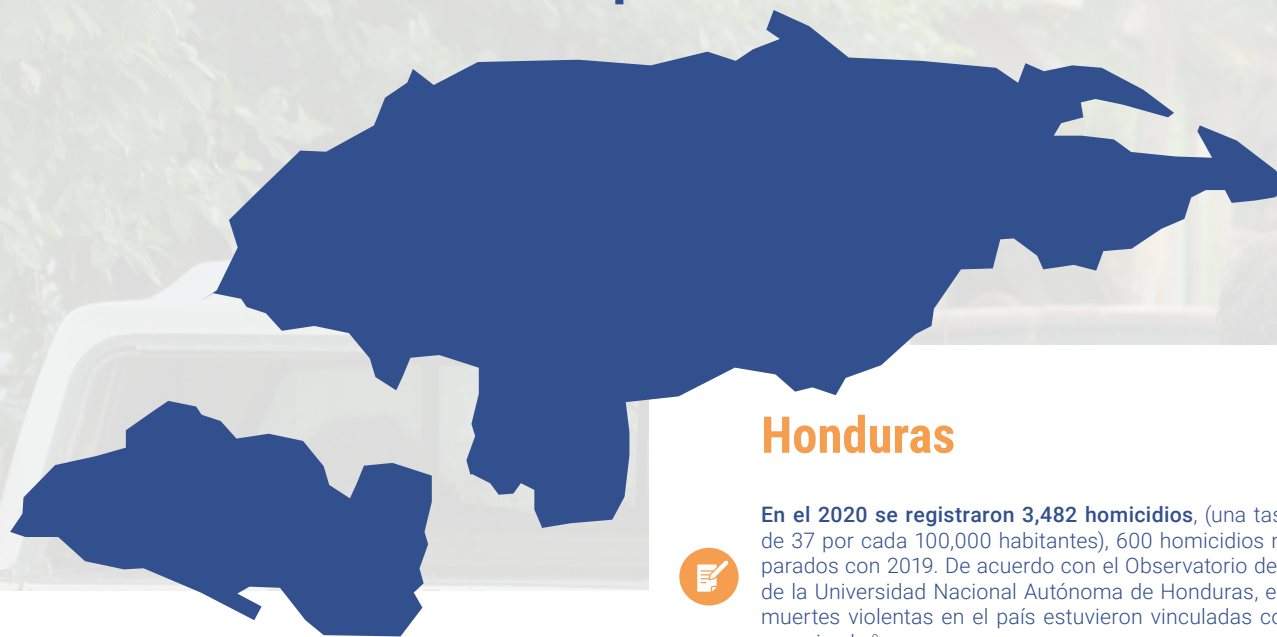 Honduras
En el 2020 se registraron 3,482 homicidios, (una
de 37 por cada 100,000 habitantes), 600 homicidios
parados con 2019. De acuerdo con el Observatorio de
de la Universidad Nacional Autónoma de Honduras,
muertes violentas en el país estuvieron vinculadas